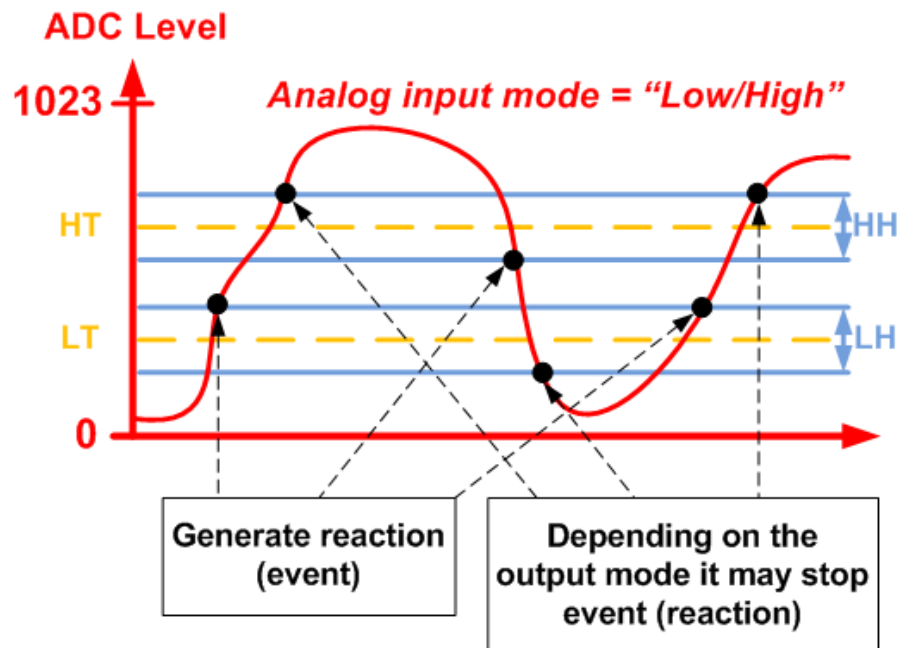 ADC Level
1023
Analog input mode = “Low/High”
HT
HH
LT
LH
0
Generate reaction
(event)
Depending on the
output mode it may stop
event (reaction)